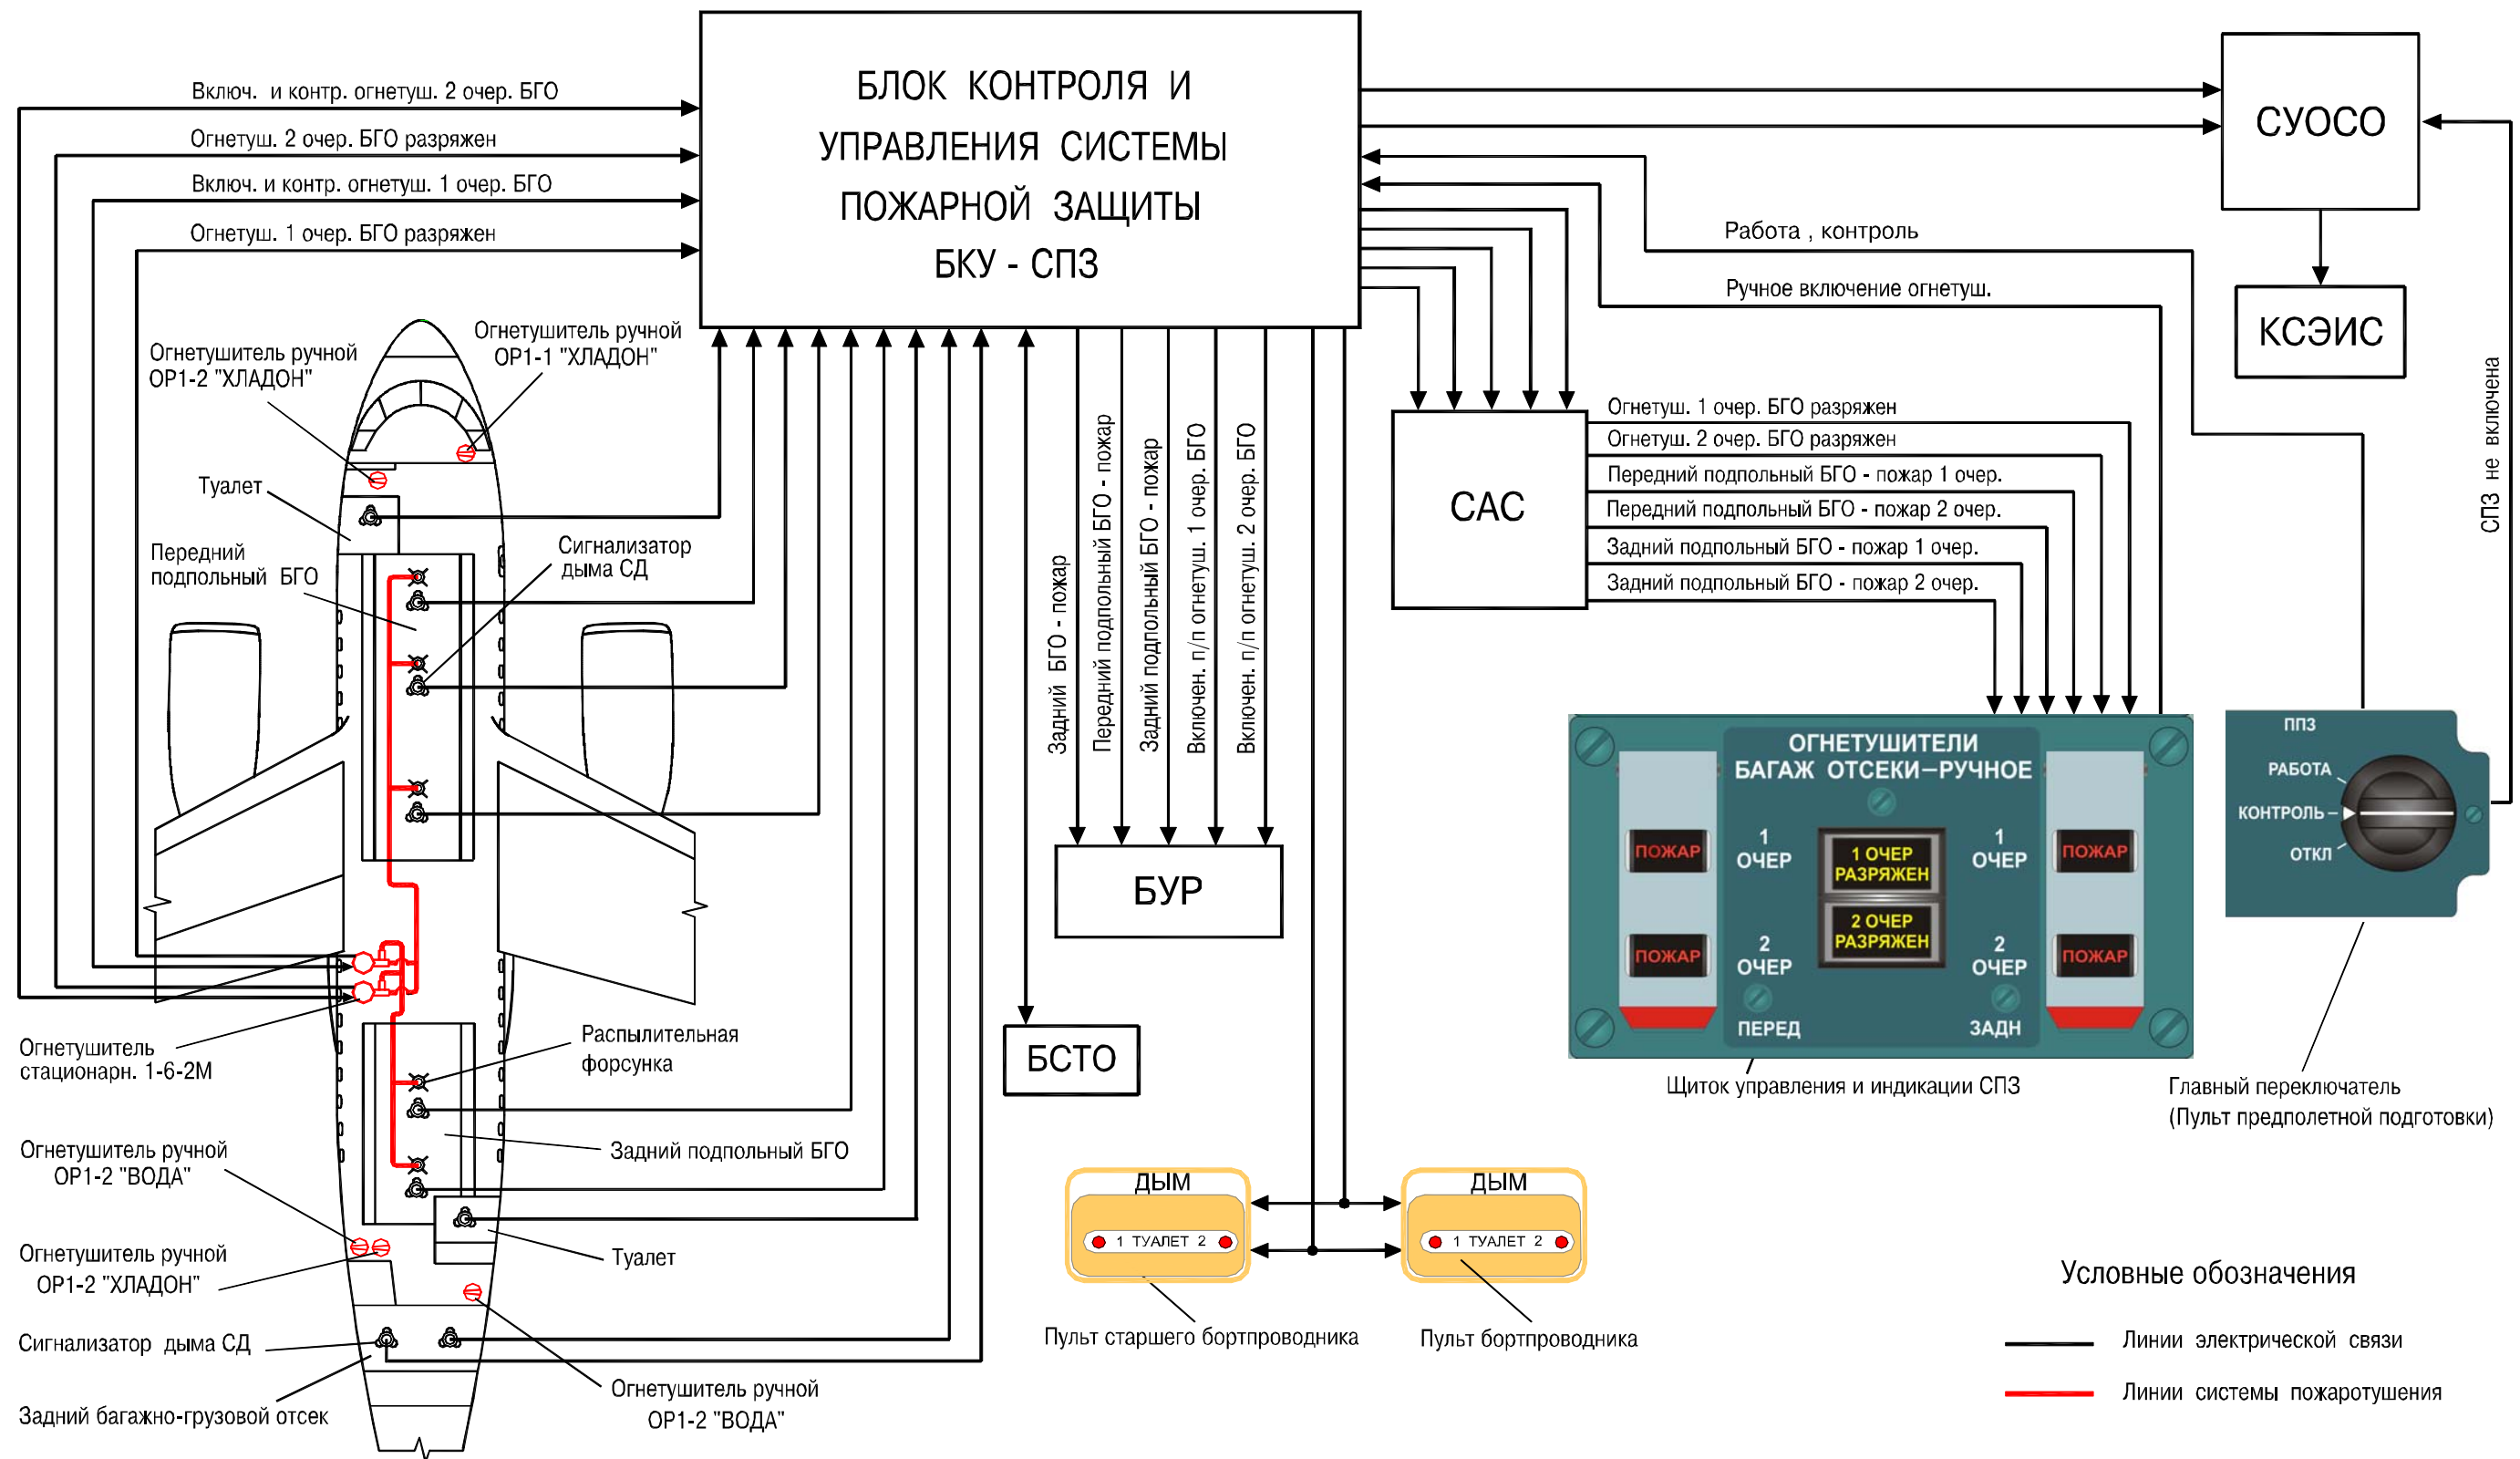 БЛОК КОНТРОЛЯ И
УПРАВЛЕНИЯ СИСТЕМЫ
ПОЖАРНОЙ ЗАЩИТЫ
БКУ - СПЗ
Включ. и контр. огнетуш. 2 очер. БГО
Огнетуш. 2 очер. БГО разряжен
Включ. и контр. огнетуш. 1 очер. БГО
Огнетуш. 1 очер. БГО разряжен
СУОСО
КСЭИС
СПЗ не включена
Работа , контроль
Ручное включение огнетуш.
Огнетушитель ручной
ОР1-2 "ХЛАДОН"
Огнетушитель ручной
ОР1-1 "ХЛАДОН"
Туалет
Передний
подпольный БГО
Сигнализатор
дыма СД
Задний БГО - пожар
Передний подпольный БГО - пожар
Задний подпольный БГО - пожар
Включен. п/п огнетуш. 1 очер. БГО
Включен. п/п огнетуш. 2 очер. БГО
САС
Огнетуш. 1 очер. БГО разряжен
Огнетуш. 2 очер. БГО разряжен
Передний подпольный БГО - пожар 1 очер.
Передний подпольный БГО - пожар 2 очер.
Задний подпольный БГО - пожар 1 очер.
Задний подпольный БГО - пожар 2 очер.
БУР
БСТО
ОГНЕТУШИТЕЛИ
БАГАЖ ОТСЕКИ-РУЧНОЕ
ПОЖАР
1
ОЧЕР
1 ОЧЕР
РАЗРЯЖЕН
1
ОЧЕР
ПОЖАР
ПОЖАР
2
ОЧЕР
2 ОЧЕР
РАЗРЯЖЕН
2
ОЧЕР
ПОЖАР
ПЕРЕД
ЗАДН
Щиток управления и индикации СПЗ
ППЗ
РАБОТА
КОНТРОЛЬ
ОТКЛ
Главный переключатель
(Пульт предполетной подготовки)
Огнетушитель
стационарн. 1-6-2М
Распылительная
форсунка
Задний подпольный БГО
Огнетушитель ручной
ОР1-2 "ВОДА"
Огнетушитель ручной
ОР1-2 "ХЛАДОН"
Туалет
Сигнализатор дыма СД
Задний багажно-грузовой отсек
Огнетушитель ручной
ОР1-2 "ВОДА"
ДЫМ
1 ТУАЛЕТ 2
Пульт старшего бортпроводника
ДЫМ
1 ТУАЛЕТ 2
Пульт бортпроводника
Условные обозначения
Линии электрической связи
Линии системы пожаротушения